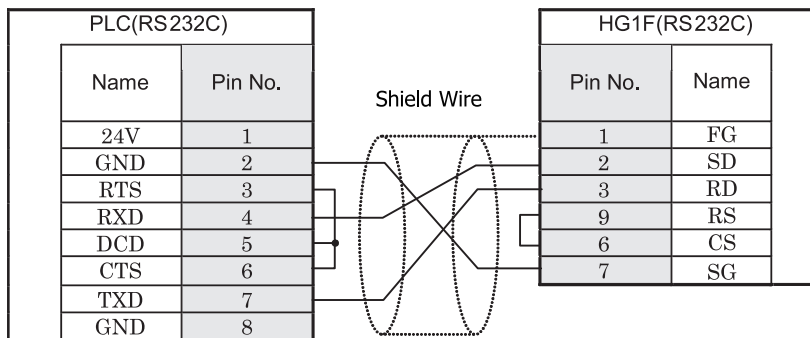 PLC(RS232C)
Name Pin No.
24V 1
GND 2
RTS 3
RXD 4
DCD 5
CTS 6
TXD 7
GND 8
Shield Wire
HG1F(RS232C)
Pin No. Name
1 FG
2 SD
3 RD
9 RS
6 CS
7 SG